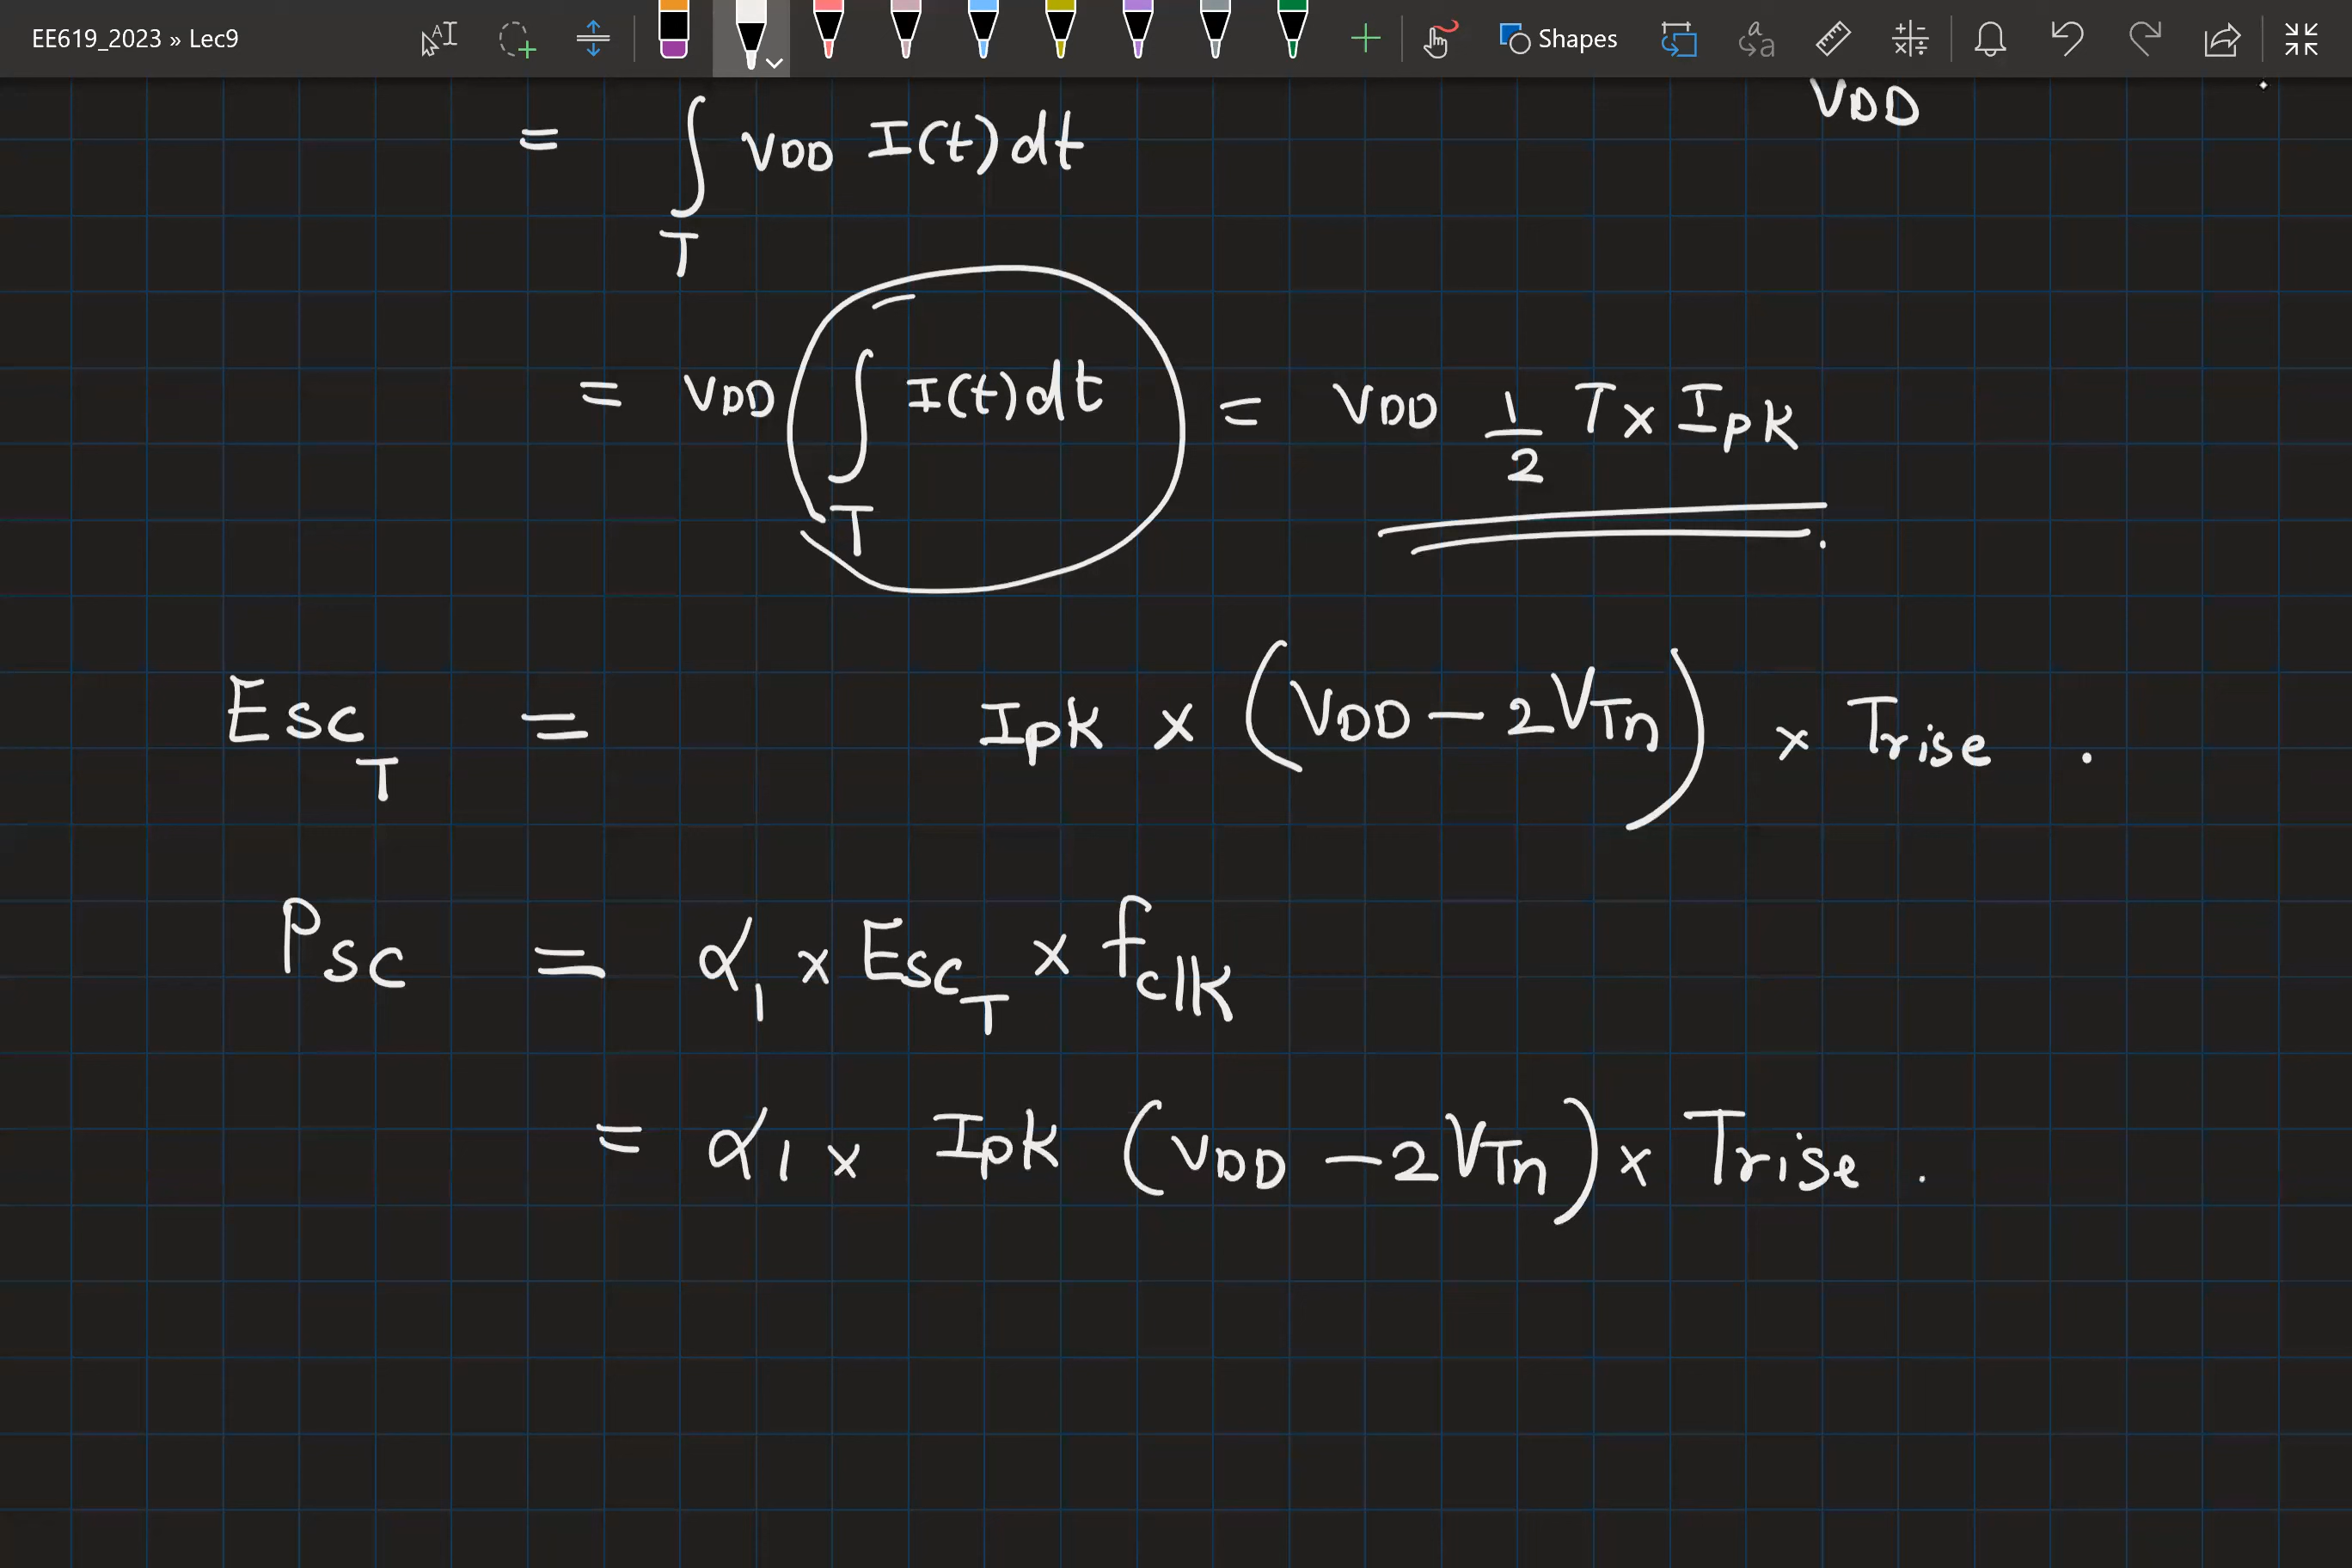 EE619_2023 » Lec9
Shapes
VDD
= ∫T VDD I(t) dt
= VDD ∫T I(t) dt = VDD 1/2 T x Ipk
EscT = Ipk x (VDD - 2VTn) x Trise .
Psc = α1 x EscT x fclk
= α1 x Ipk (VDD - 2VTn) x Trise .